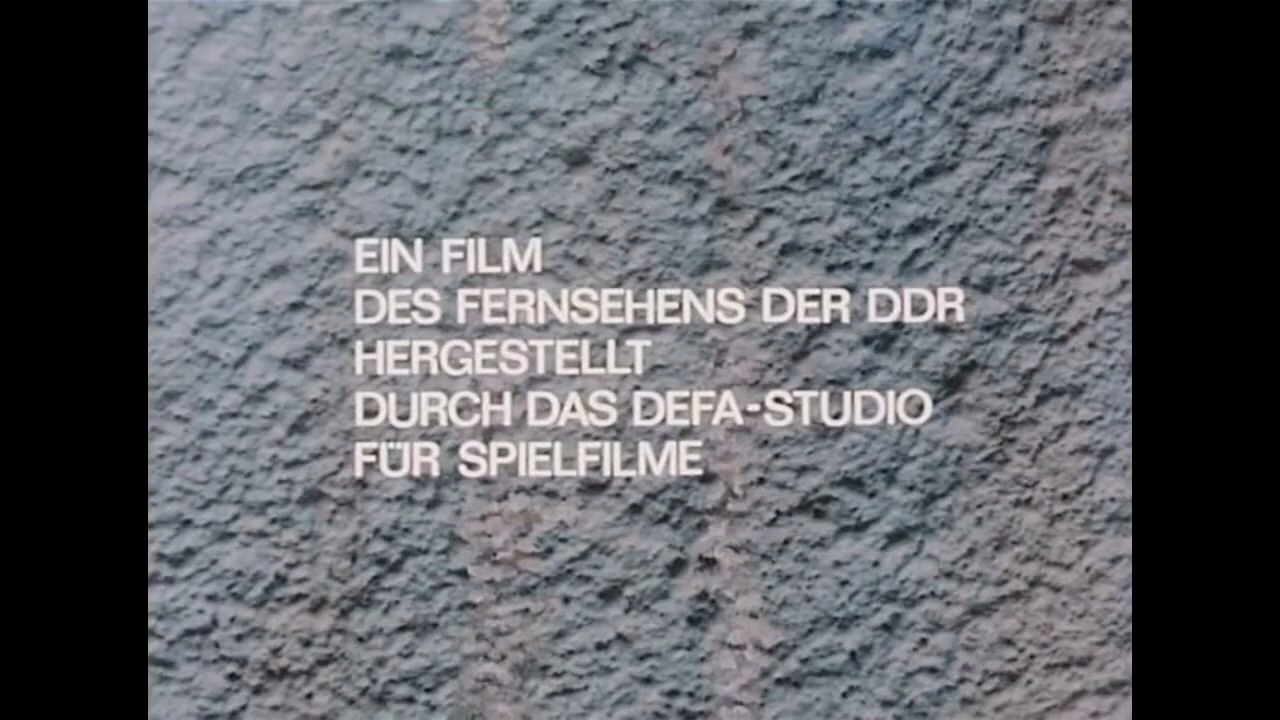 EIN FILM
DES FERNSEHENS DER DDR
HERGESTELLT
DURCH DAS DEFA-STUDIO
FÜR SPIELFILME